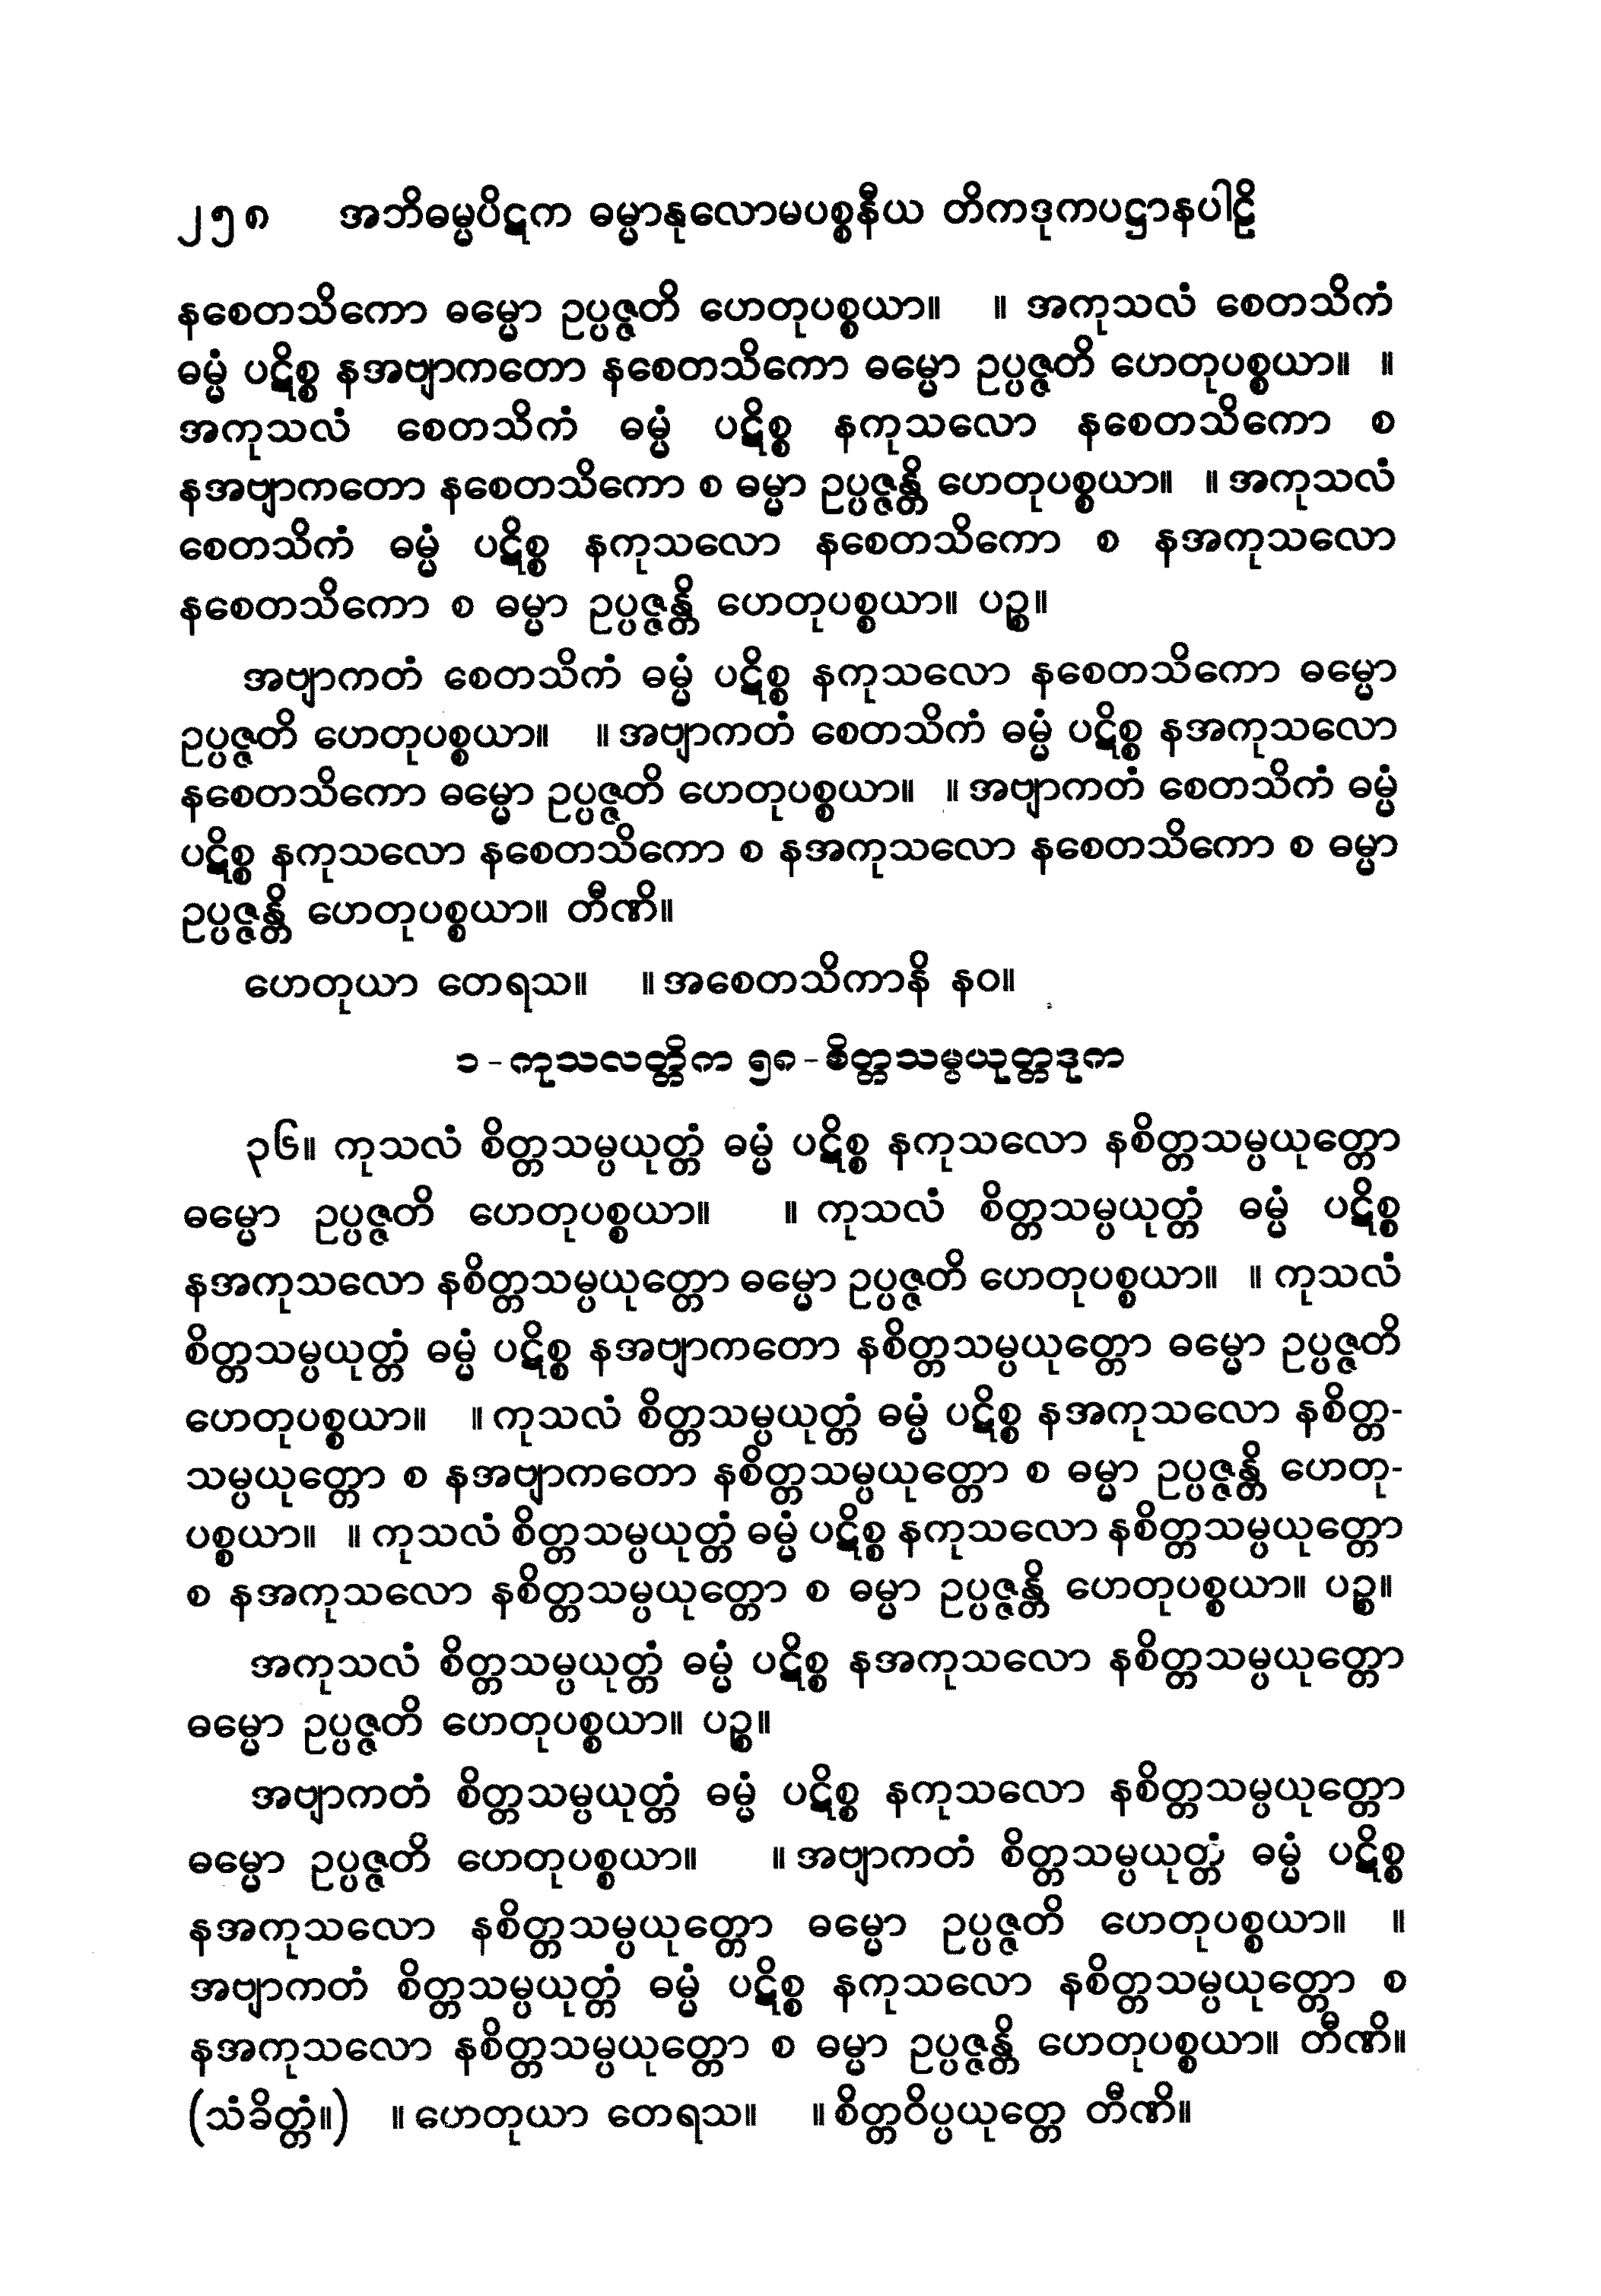 ၂၅၈ အဘိဓမ္မပိဋက ဓမ္မာနုလောမပစ္စနီယ တိကဒုကပဋ္ဌာနပါဠိ
နစေတသိကော ဓမ္မော ဥပ္ပဇ္ဇတိ ဟေတုပစ္စယာ။ ။ အကုသလံ စေတသိကံ
ဓမ္မံ ပဋိစ္စ နအဗျာကတော နစေတသိကော ဓမ္မော ဥပ္ပဇ္ဇတိ ဟေတုပစ္စယာ။ ။
အကုသလံ စေတသိကံ ဓမ္မံ ပဋိစ္စ နကုသလော နစေတသိကော စ
နအဗျာကတော နစေတသိကော စ ဓမ္မာ ဥပ္ပဇ္ဇန္တိ ဟေတုပစ္စယာ။ ။ အကုသလံ
စေတသိကံ ဓမ္မံ ပဋိစ္စ နကုသလော နစေတသိကော စ နအကုသလော
နစေတသိကော စ ဓမ္မာ ဥပ္ပဇ္ဇန္တိ ဟေတုပစ္စယာ။ ပဉ္စ။
အဗျာကတံ စေတသိကံ ဓမ္မံ ပဋိစ္စ နကုသလော နစေတသိကော ဓမ္မော
ဥပ္ပဇ္ဇတိ ဟေတုပစ္စယာ။ ။ အဗျာကတံ စေတသိကံ ဓမ္မံ ပဋိစ္စ နအကုသလော
နစေတသိကော ဓမ္မော ဥပ္ပဇ္ဇတိ ဟေတုပစ္စယာ။ ။ အဗျာကတံ စေတသိကံ ဓမ္မံ
ပဋိစ္စ နကုသလော နစေတသိကော စ နအကုသလော နစေတသိကော စ ဓမ္မာ
ဥပ္ပဇ္ဇန္တိ ဟေတုပစ္စယာ။ တီဏိ။
ဟေတုယာ တေရသ။ ။ အစေတသိကာနိ နဝ။
၁-ကုသလတ္တိက ၅၈-စိတ္တသမ္ပယုတ္တဒုက
၃၆။ ကုသလံ စိတ္တသမ္ပယုတ္တံ ဓမ္မံ ပဋိစ္စ နကုသလော နစိတ္တသမ္ပယုတ္တော
ဓမ္မော ဥပ္ပဇ္ဇတိ ဟေတုပစ္စယာ။ ။ ကုသလံ စိတ္တသမ္ပယုတ္တံ ဓမ္မံ ပဋိစ္စ
နအကုသလော နစိတ္တသမ္ပယုတ္တော ဓမ္မော ဥပ္ပဇ္ဇတိ ဟေတုပစ္စယာ။ ။ ကုသလံ
စိတ္တသမ္ပယုတ္တံ ဓမ္မံ ပဋိစ္စ နအဗျာကတော နစိတ္တသမ္ပယုတ္တော ဓမ္မော ဥပ္ပဇ္ဇတိ
ဟေတုပစ္စယာ။ ။ ကုသလံ စိတ္တသမ္ပယုတ္တံ ဓမ္မံ ပဋိစ္စ နအကုသလော နစိတ္တ-
သမ္ပယုတ္တော စ နအဗျာကတော နစိတ္တသမ္ပယုတ္တော စ ဓမ္မာ ဥပ္ပဇ္ဇန္တိ ဟေတု-
ပစ္စယာ။ ။ ကုသလံ စိတ္တသမ္ပယုတ္တံ ဓမ္မံ ပဋိစ္စ နကုသလော နစိတ္တသမ္ပယုတ္တော
စ နအကုသလော နစိတ္တသမ္ပယုတ္တော စ ဓမ္မာ ဥပ္ပဇ္ဇန္တိ ဟေတုပစ္စယာ။ ပဉ္စ။
အကုသလံ စိတ္တသမ္ပယုတ္တံ ဓမ္မံ ပဋိစ္စ နအကုသလော နစိတ္တသမ္ပယုတ္တော
ဓမ္မော ဥပ္ပဇ္ဇတိ ဟေတုပစ္စယာ။ ပဉ္စ။
အဗျာကတံ စိတ္တသမ္ပယုတ္တံ ဓမ္မံ ပဋိစ္စ နကုသလော နစိတ္တသမ္ပယုတ္တော
ဓမ္မော ဥပ္ပဇ္ဇတိ ဟေတုပစ္စယာ။ ။ အဗျာကတံ စိတ္တသမ္ပယုတ္တံ ဓမ္မံ ပဋိစ္စ
နအကုသလော နစိတ္တသမ္ပယုတ္တော ဓမ္မော ဥပ္ပဇ္ဇတိ ဟေတုပစ္စယာ။ ။
အဗျာကတံ စိတ္တသမ္ပယုတ္တံ ဓမ္မံ ပဋိစ္စ နကုသလော နစိတ္တသမ္ပယုတ္တော စ
နအကုသလော နစိတ္တသမ္ပယုတ္တော စ ဓမ္မာ ဥပ္ပဇ္ဇန္တိ ဟေတုပစ္စယာ။ တီဏိ။
(သံခိတ္တံ။) ။ ဟေတုယာ တေရသ။ ။ စိတ္တဝိပ္ပယုတ္တေ တီဏိ။